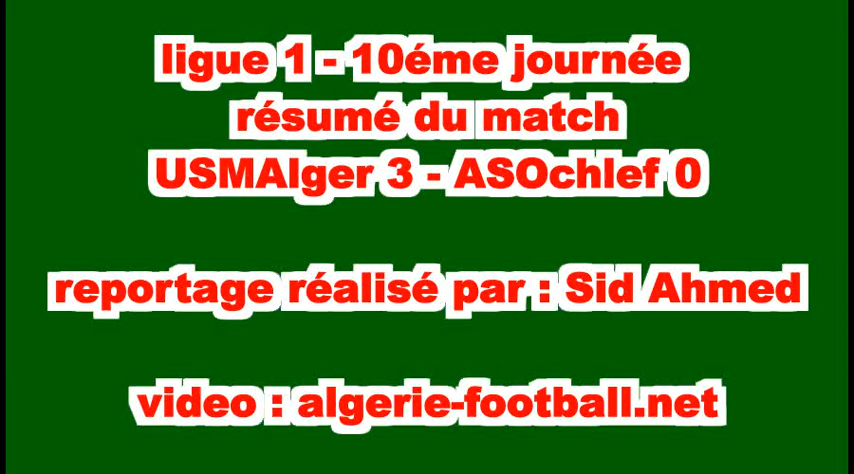 ligue 1 - 10éme journée
résumé du match
USMAlger 3 - ASOchlef 0
reportage réalisé par : Sid Ahmed
video : algerie-football.net